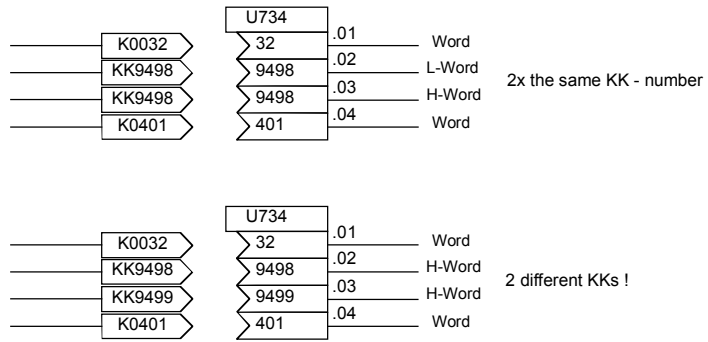 U734
K0032 32 .01 Word
KK9498 9498 .02 L-Word
KK9498 9498 .03 H-Word
K0401 401 .04 Word
2x the same KK - number
U734
K0032 32 .01 Word
KK9498 9498 .02 H-Word
KK9499 9499 .03 H-Word
K0401 401 .04 Word
2 different KKs !